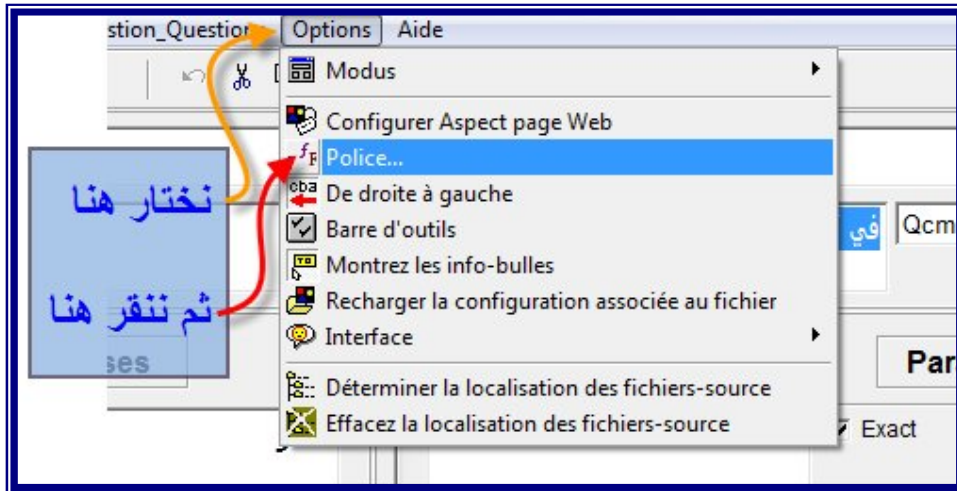 stion_Question Options Aide
Modus
Configurer Aspect page Web
Police...
De droite à gauche
Barre d'outils
Montrez les info-bulles
Recharger la configuration associée au fichier
Interface
Déterminer la localisation des fichiers-source
Effacez la localisation des fichiers-source
نختار هنا
ثم ننقر هنا
في
Qcm
ses
Par
Exact